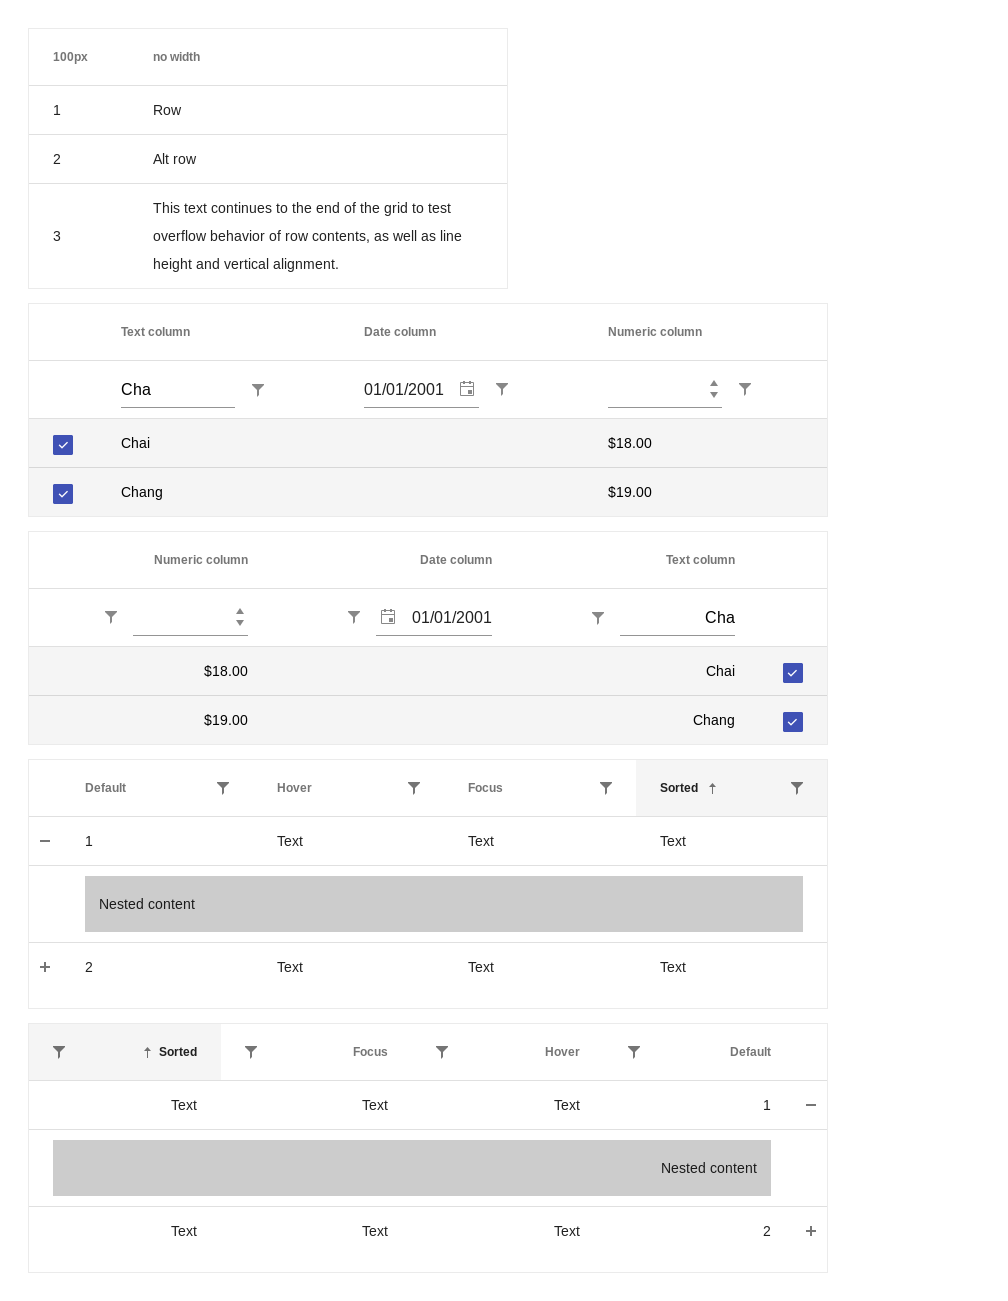 100px no width
1 Row
2 Alt row
3 This text continues to the end of the grid to test
overflow behavior of row contents, as well as line
height and vertical alignment.
Text column Date column Numeric column
Cha 01/01/2001
Chai $18.00
Chang $19.00
Numeric column Date column Text column
01/01/2001 Cha
$18.00 Chai
$19.00 Chang
Default Hover Focus Sorted
1 Text Text Text
Nested content
2 Text Text Text
Sorted Focus Hover Default
Text Text Text 1
Nested content
Text Text Text 2